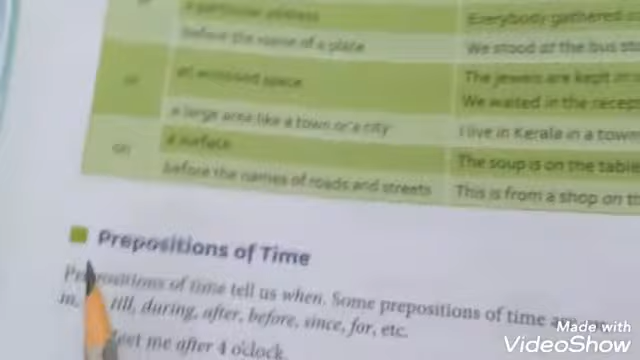 a particular address
Everybody gathered
before the name of a place
We stood at the bus
in
an enclosed space
The jewels are kept in
We waited in the
a large area like a town or a city
I live in Kerala in a town
on
a surface
The soup is on the table
before the names of roads and streets
This is from a shop on
Prepositions of Time
Prepositions of time tell us when. Some prepositions of time are
in, till, during, after, before, since, for, etc.
Meet me after 4 o'clock.
Made with
VideoShow